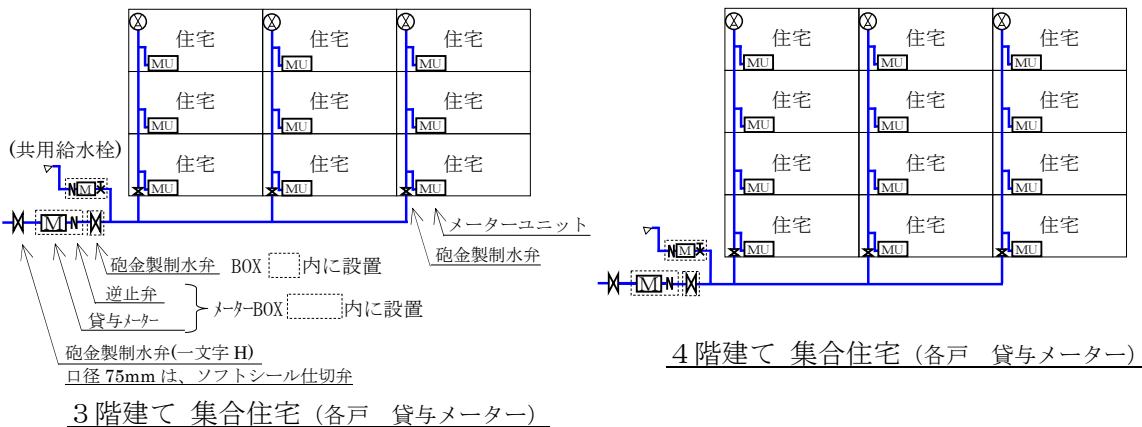 住宅 住宅 住宅
MU MU MU
住宅 住宅 住宅
MU MU MU
(共用給水栓)
住宅 住宅 住宅
MU MU MU
N M
M N
メーターユニット
砲金製制水弁
砲金製制水弁 BOX 内に設置
逆止弁
貸与メーター
メーターBOX 内に設置
砲金製制水弁(一文字 H)
口径 75mm は、ソフトシール仕切弁
3階建て 集合住宅 (各戸 貸与メーター)
住宅 住宅 住宅
MU MU MU
住宅 住宅 住宅
MU MU MU
住宅 住宅 住宅
MU MU MU
住宅 住宅 住宅
MU MU MU
N M
M N
4階建て 集合住宅 (各戸 貸与メーター)